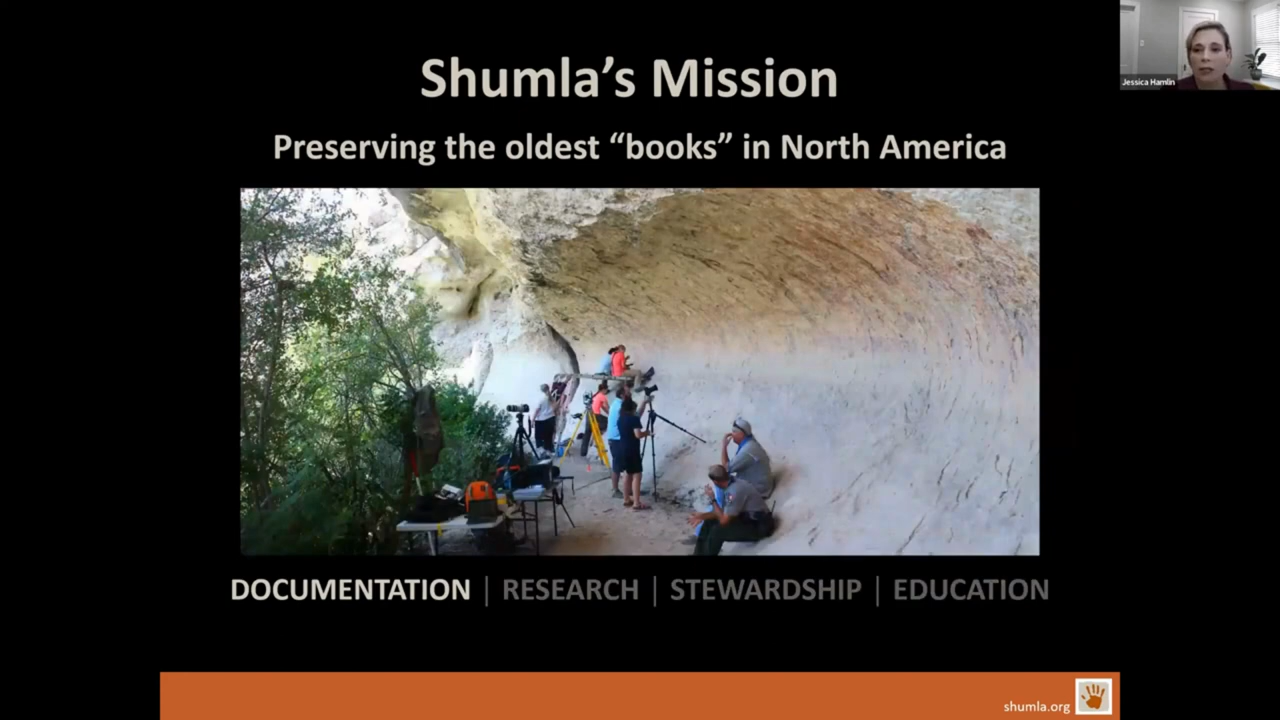 Shumla’s Mission
Jessica Hamlin
Preserving the oldest “books” in North America
DOCUMENTATION | RESEARCH | STEWARDSHIP | EDUCATION
shumla.org